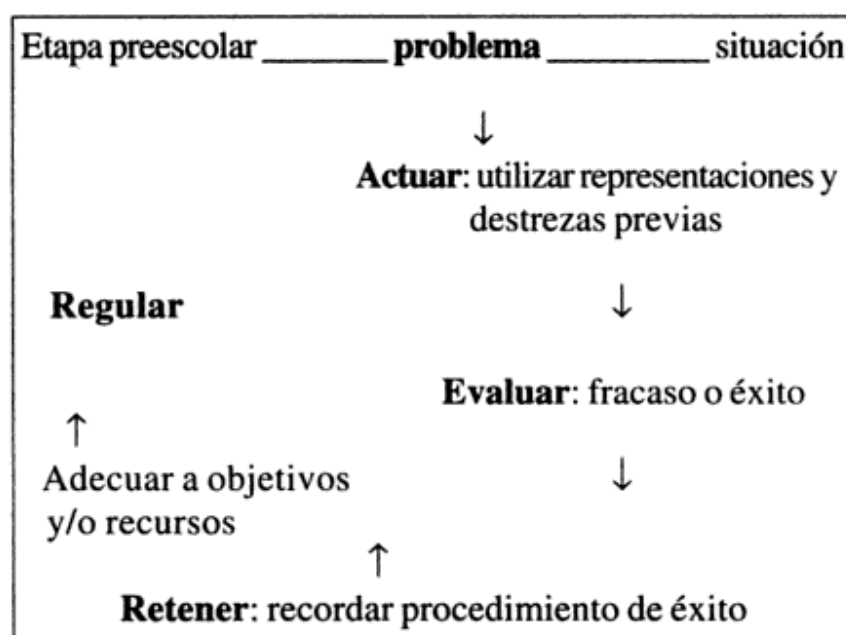 Etapa preescolar _______ problema _________ situación
↓
Actuar: utilizar representaciones y
destrezas previas
Regular
↓
Evaluar: fracaso o éxito
↑
↓
Adecuar a objetivos
y/o recursos
↑
Retener: recordar procedimiento de éxito